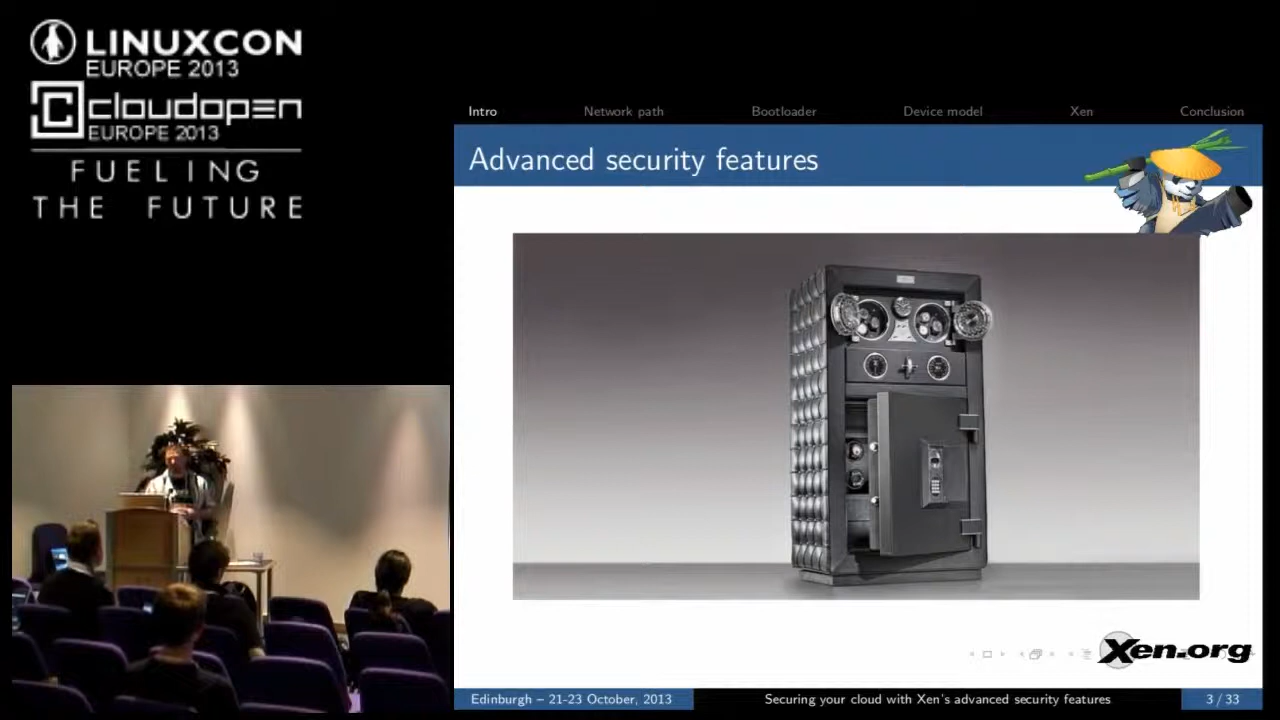 LINUXCON
EUROPE 2013
cloudopen
EUROPE 2013
FUELING
THE FUTURE
Intro Network path Bootloader Device model Xen Conclusion
Advanced security features
Xen.org
Edinburgh – 21-23 October, 2013 Securing your cloud with Xen's advanced security features 3 / 33